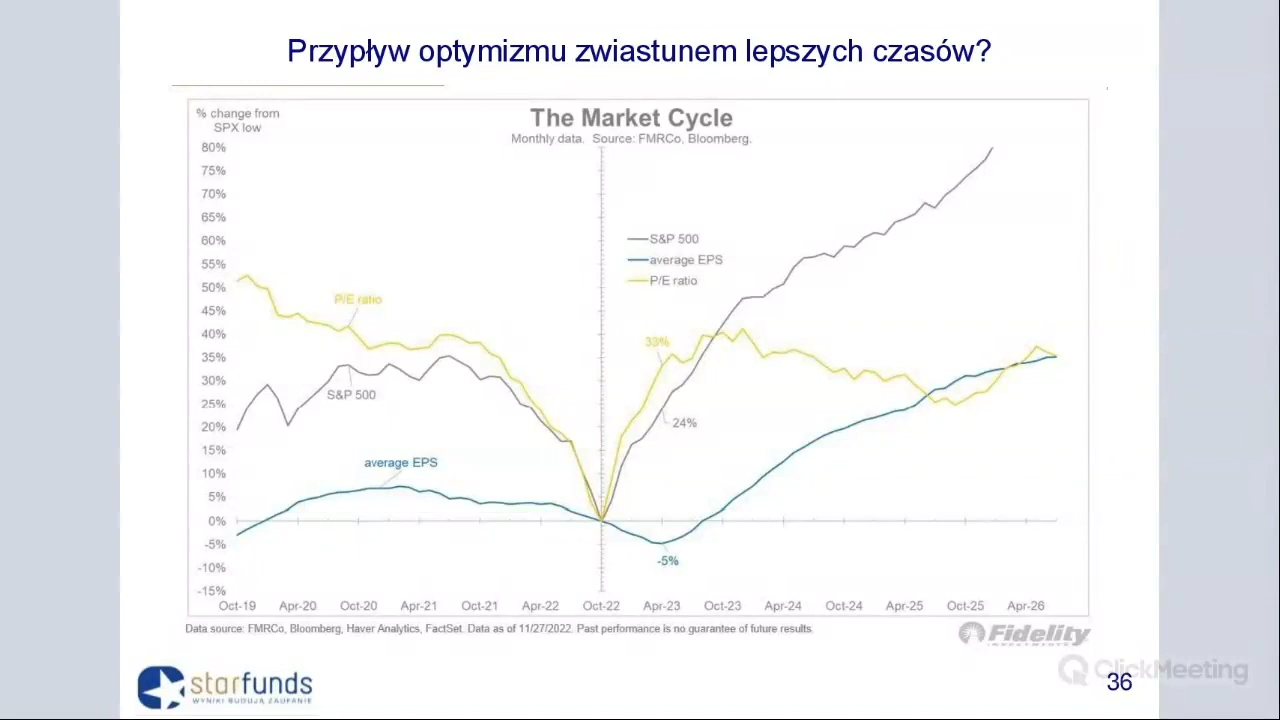 Przypływ optymizmu zwiastunem lepszych czasów?
% change from
SPX low
The Market Cycle
Monthly data. Source: FMRCo, Bloomberg.
80%
75%
70%
65%
60%
55%
50%
45%
40%
35%
30%
25%
20%
15%
10%
5%
0%
-5%
-10%
-15%
S&P 500
average EPS
P/E ratio
P/E ratio
33%
S&P 500
24%
average EPS
-5%
Oct-19 Apr-20 Oct-20 Apr-21 Oct-21 Apr-22 Oct-22 Apr-23 Oct-23 Apr-24 Oct-24 Apr-25 Oct-25 Apr-26
Data source: FMRCo, Bloomberg, Haver Analytics, FactSet. Data as of 11/27/2022. Past performance is no guarantee of future results.
Fidelity
INVESTMENTS
ClickMeeting
starfunds
WYNIKI BUDUJĄ ZAUFANIE
36